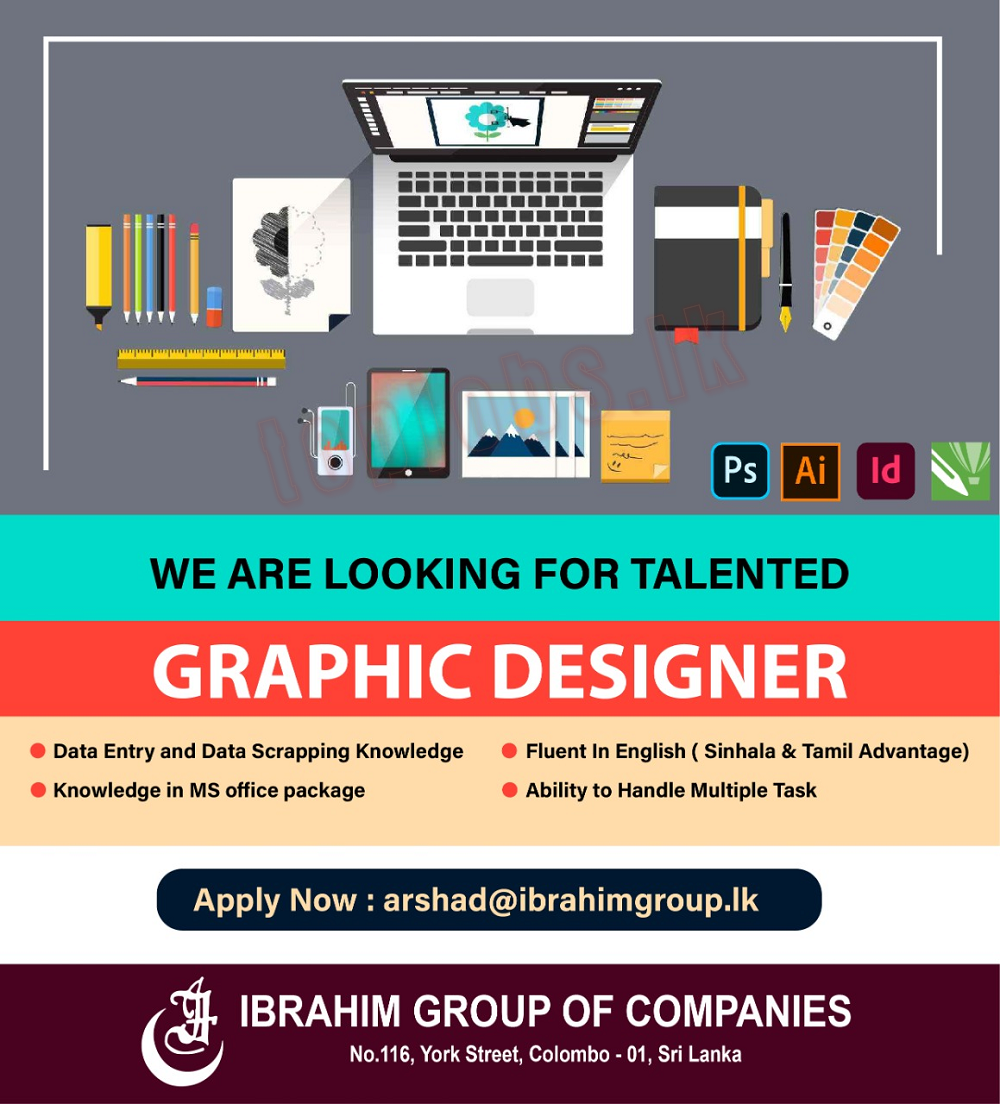 topjobs.lk
Ps Ai Id
WE ARE LOOKING FOR TALENTED
GRAPHIC DESIGNER
Data Entry and Data Scrapping Knowledge
Fluent In English ( Sinhala & Tamil Advantage)
Knowledge in MS office package
Ability to Handle Multiple Task
Apply Now : arshad@ibrahimgroup.lk
IBRAHIM GROUP OF COMPANIES
No.116, York Street, Colombo - 01, Sri Lanka